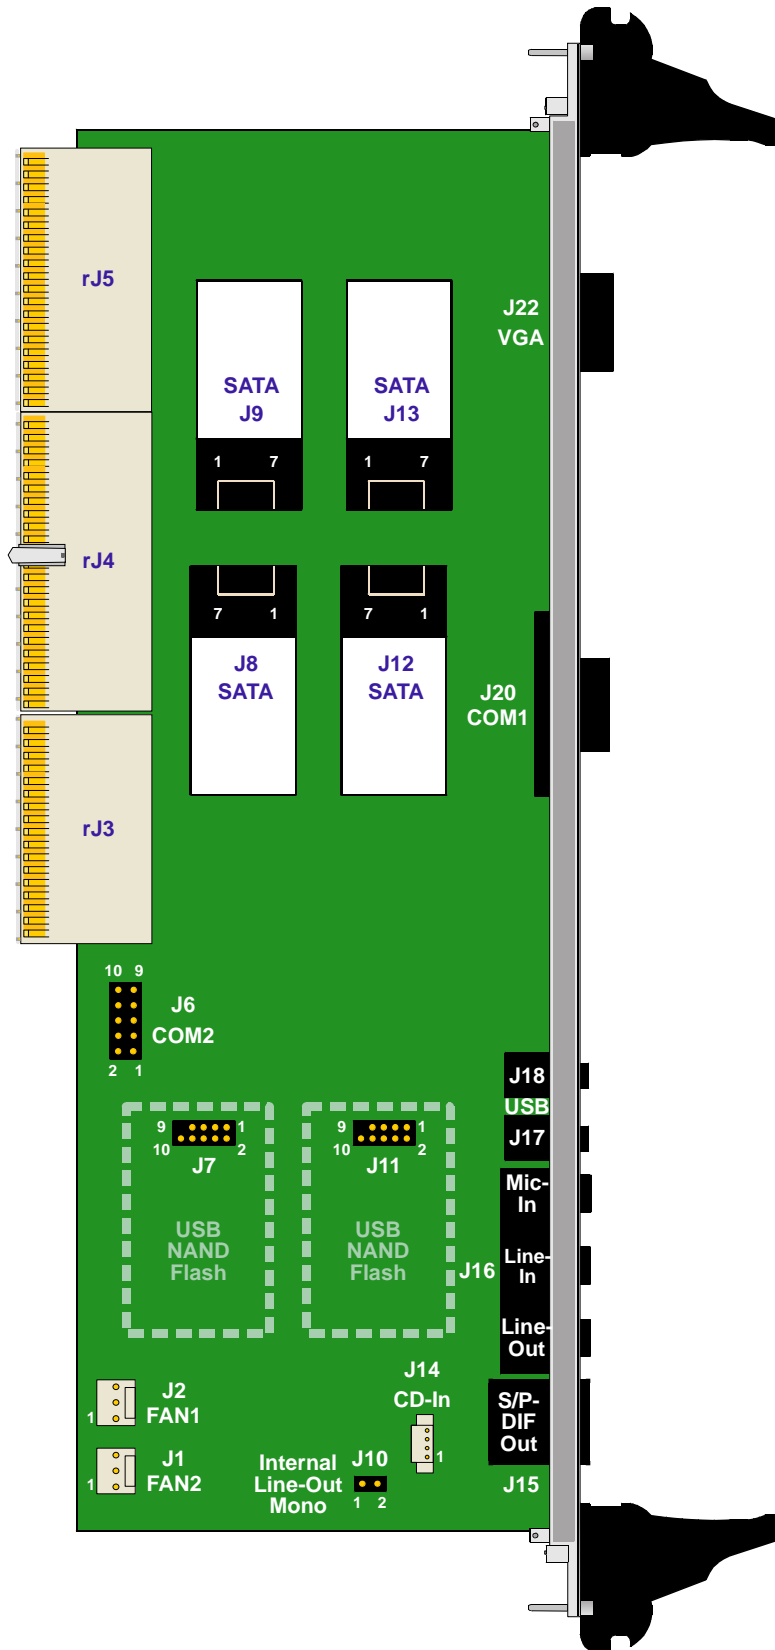 rJ5
J22
VGA
SATA
J9
SATA
J13
1 7
1 7
rJ4
7 1
7 1
J8
SATA
J12
SATA
J20
COM1
rJ3
10 9
J6
COM2
2 1
J18
USB
J17
9 1
10 2
J7
9 1
10 2
J11
USB
NAND
Flash
USB
NAND
Flash
Mic-
In
J16
Line-
In
Line-
Out
J14
CD-In
1
J2
FAN1
1
S/P-
DIF
Out
J15
J1
FAN2
1
Internal
Line-Out
Mono
J10
1 2